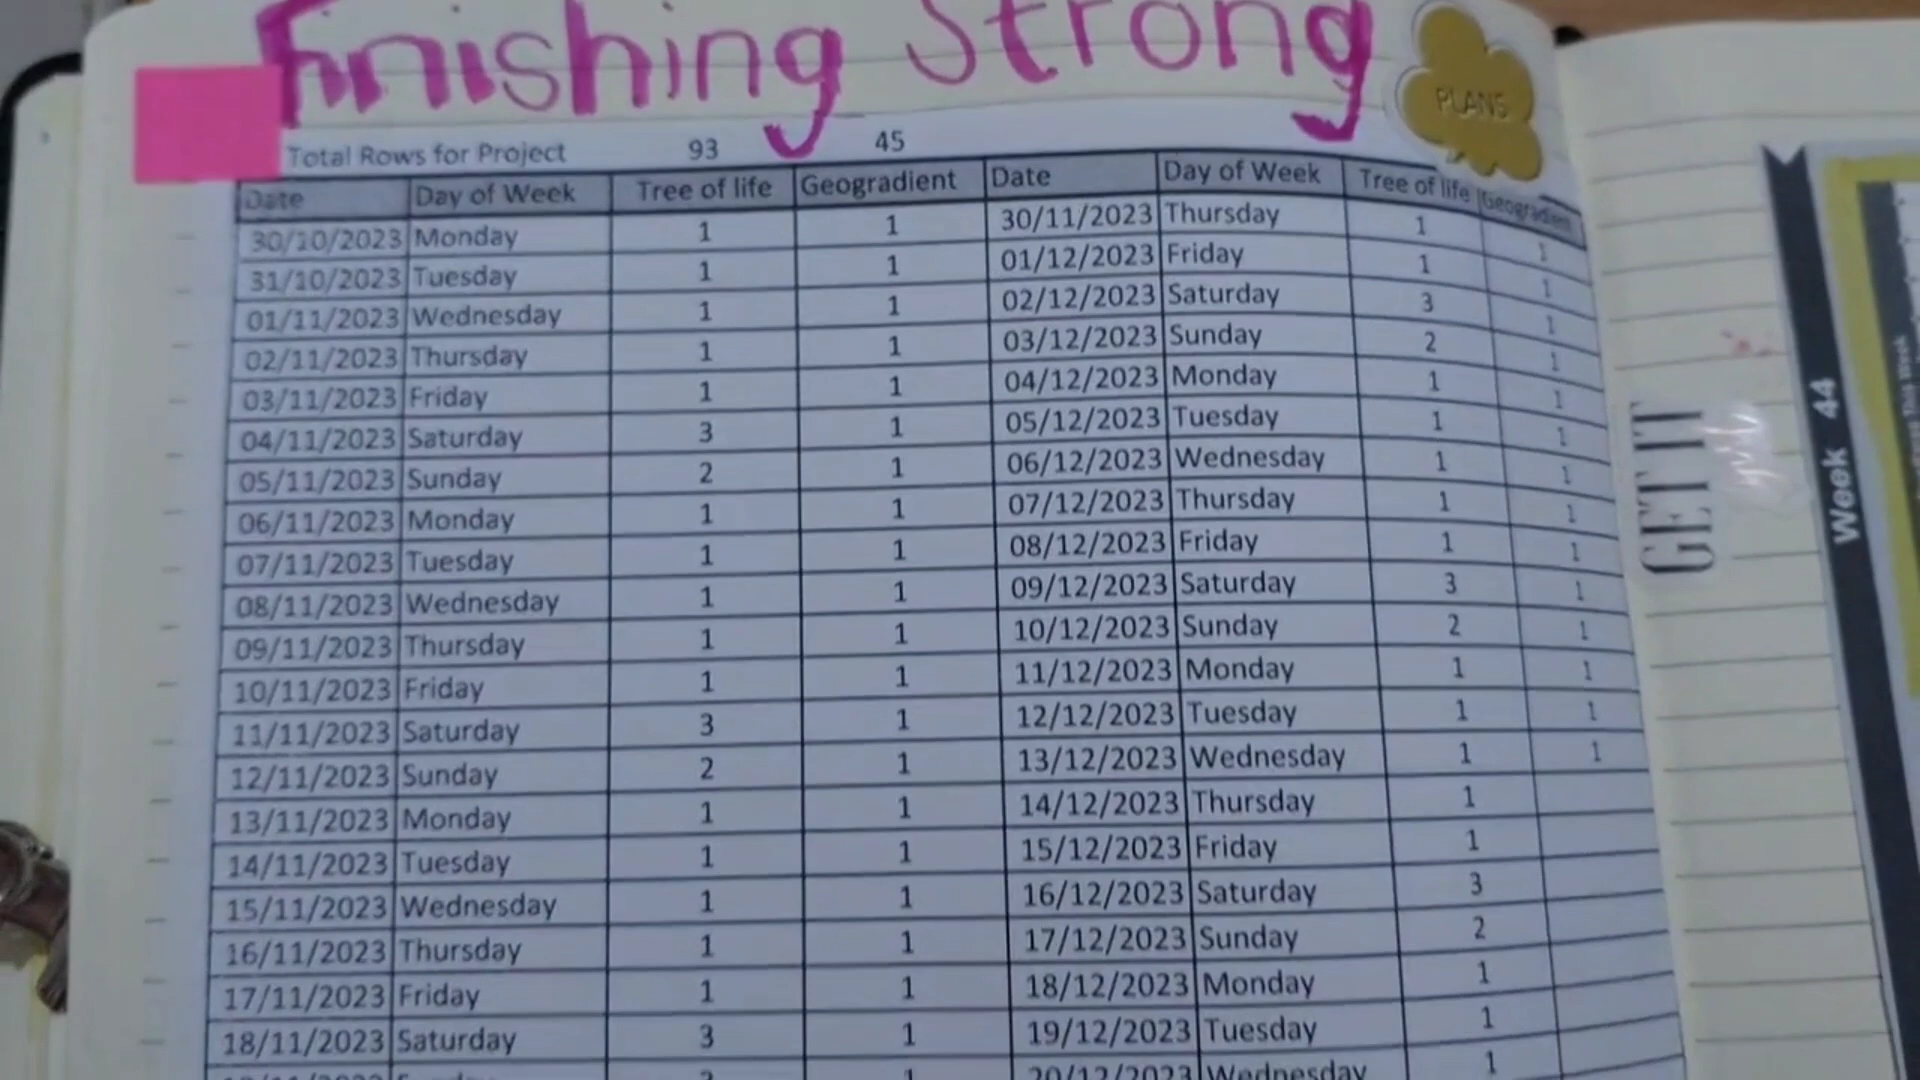 Finishing Strong
PLANS
Total Rows for Project 93 45
Date Day of Week Tree of life Geogradient Date Day of Week Tree of life Geogradient
30/10/2023 Monday 1 1 30/11/2023 Thursday 1 1
31/10/2023 Tuesday 1 1 01/12/2023 Friday 1 1
01/11/2023 Wednesday 1 1 02/12/2023 Saturday 3 1
02/11/2023 Thursday 1 1 03/12/2023 Sunday 2 1
03/11/2023 Friday 1 1 04/12/2023 Monday 1 1
04/11/2023 Saturday 3 1 05/12/2023 Tuesday 1 1
05/11/2023 Sunday 2 1 06/12/2023 Wednesday 1 1
06/11/2023 Monday 1 1 07/12/2023 Thursday 1 1
07/11/2023 Tuesday 1 1 08/12/2023 Friday 1 1
08/11/2023 Wednesday 1 1 09/12/2023 Saturday 3 1
09/11/2023 Thursday 1 1 10/12/2023 Sunday 2 1
10/11/2023 Friday 1 1 11/12/2023 Monday 1 1
11/11/2023 Saturday 3 1 12/12/2023 Tuesday 1 1
12/11/2023 Sunday 2 1 13/12/2023 Wednesday 1 1
13/11/2023 Monday 1 1 14/12/2023 Thursday 1
14/11/2023 Tuesday 1 1 15/12/2023 Friday 1
15/11/2023 Wednesday 1 1 16/12/2023 Saturday 3
16/11/2023 Thursday 1 1 17/12/2023 Sunday 2
17/11/2023 Friday 1 1 18/12/2023 Monday 1
18/11/2023 Saturday 3 1 19/12/2023 Tuesday 1
20/12/2023 Wednesday 1
GET IT
Week 44